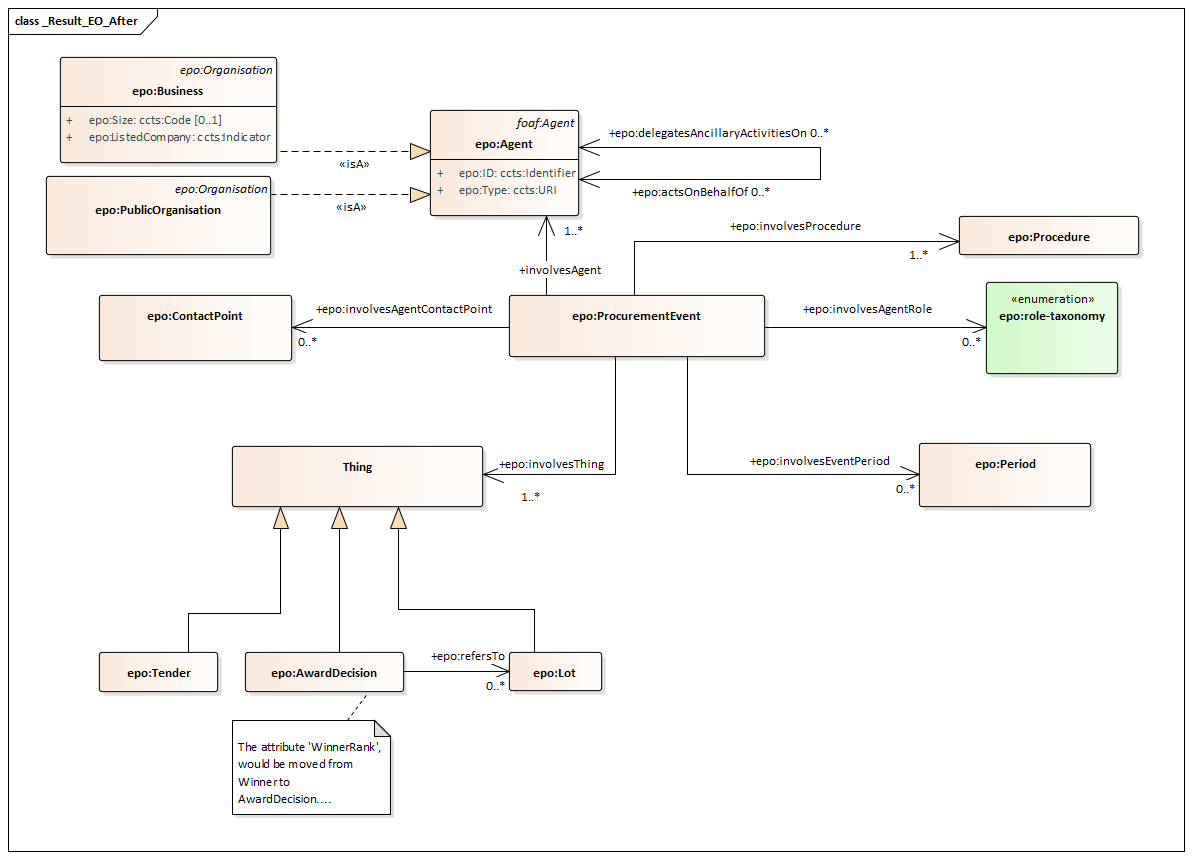 class _Result_EO_After
epo:Organisation
epo:Business
+ epo:Size: ccts:Code [0..1]
+ epo:ListedCompany: ccts:Indicator
«isA»
epo:Organisation
epo:PublicOrganisation
«isA»
foaf:Agent
epo:Agent
+ epo:ID: ccts:Identifier
+ epo:Type: ccts:URI
+epo:delegatesAncillaryActivitiesOn 0..*
+epo:actsOnBehalfOf 0..*
1..*
+involvesAgent
+epo:involvesProcedure
1..*
epo:Procedure
epo:ContactPoint
+epo:involvesAgentContactPoint
0..*
epo:ProcurementEvent
+epo:involvesAgentRole
0..*
«enumeration»
epo:role-taxonomy
Thing
+epo:involvesThing
1..*
+epo:involvesEventPeriod
0..*
epo:Period
epo:Tender
epo:AwardDecision
+epo:refersTo
0..*
epo:Lot
The attribute 'WinnerRank',
would be moved from
Winner to
AwardDecision....